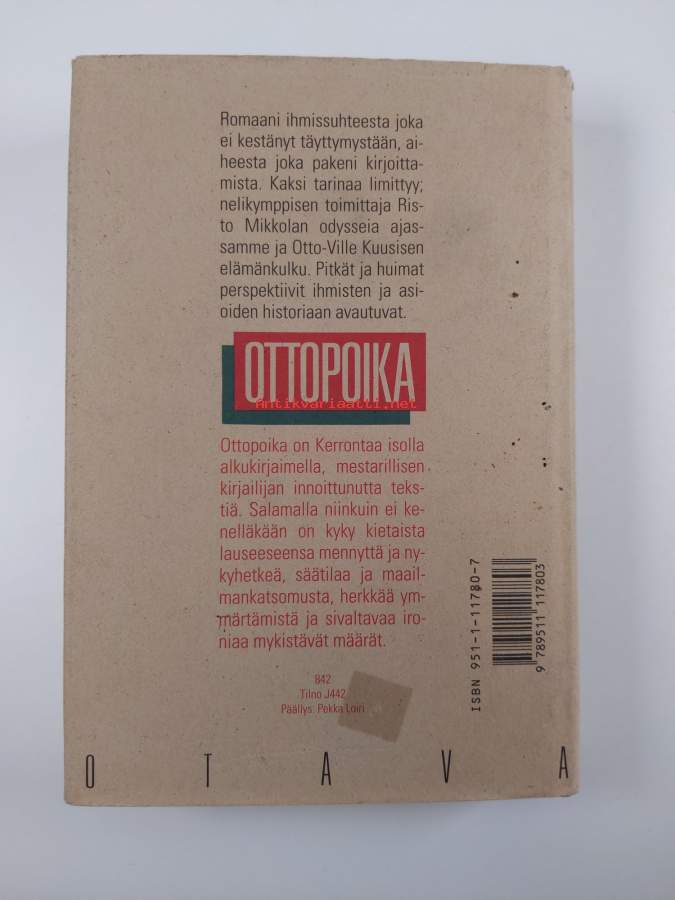 Romaani ihmissuhteesta joka
ei kestänyt täyttymystään, ai-
heesta joka pakeni kirjoitta-
mista. Kaksi tarinaa limittyy;
nelikymppisen toimittaja Ris-
to Mikkolan odysseia ajas-
samme ja Otto-Ville Kuusisen
elämänkulku. Pitkät ja huimat
perspektiivit ihmisten ja asi-
oiden historiaan avautuvat.
OTTOPOIKA
Antikvariaatti.net
Ottopoika on Kerrontaa isolla
alkukirjaimella, mestarillisen
kirjailijan innoittunutta teks-
tiä. Salamalla niinkuin ei ke-
nelläkään on kyky kietaista
lauseeseensa mennyttä ja ny-
kyhetkeä, säätilaa ja maail-
mankatsomusta, herkkää ym-
märtämistä ja sivaltavaa iro-
niaa mykistävät määrät.
842
Tilno J442
Päällys: Pekka Loiri
ISBN 951-1-11780-7
9 789511 117803
OTAVA